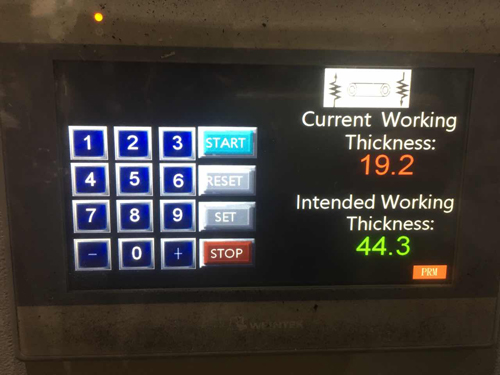 1 2 3 START
4 5 6 RESET
7 8 9 SET
- 0 + STOP
Current Working
Thickness:
19.2
Intended Working
Thickness:
44.3
PRM